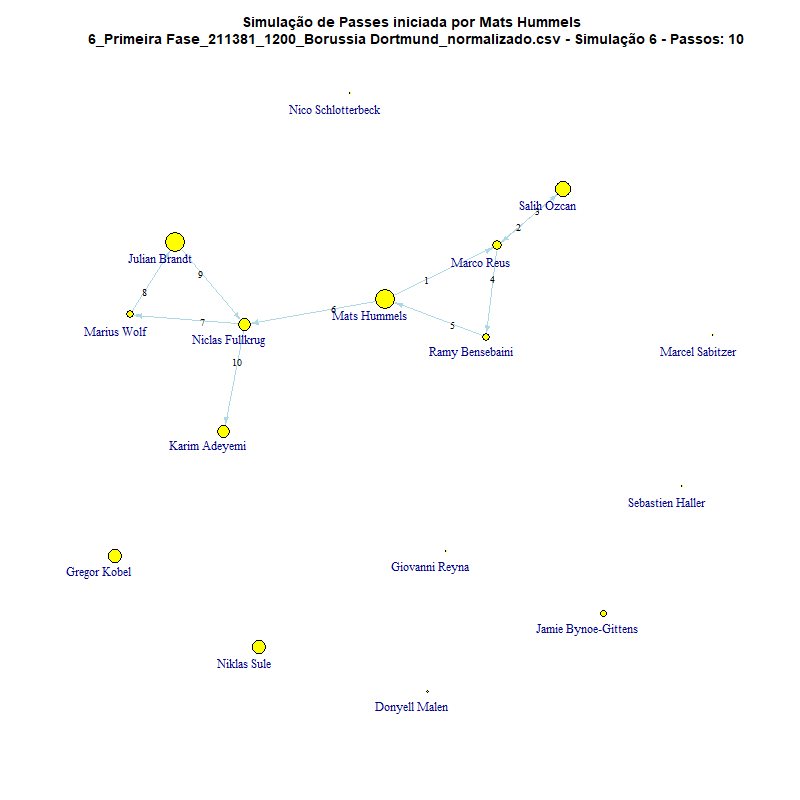 Simulação de Passes iniciada por Mats Hummels
6_Primeira Fase_211381_1200_Borussia Dortmund_normalizado.csv - Simulação 6 - Passos: 10
Nico Schlotterbeck
Salih Ozcan
3
2
Julian Brandt
Marco Reus
9
4
1
8
6
Mats Hummels
7
5
Marius Wolf
Niclas Fullkrug
Ramy Bensebaini
Marcel Sabitzer
10
Karim Adeyemi
Sebastien Haller
Gregor Kobel
Giovanni Reyna
Jamie Bynoe-Gittens
Niklas Sule
Donyell Malen